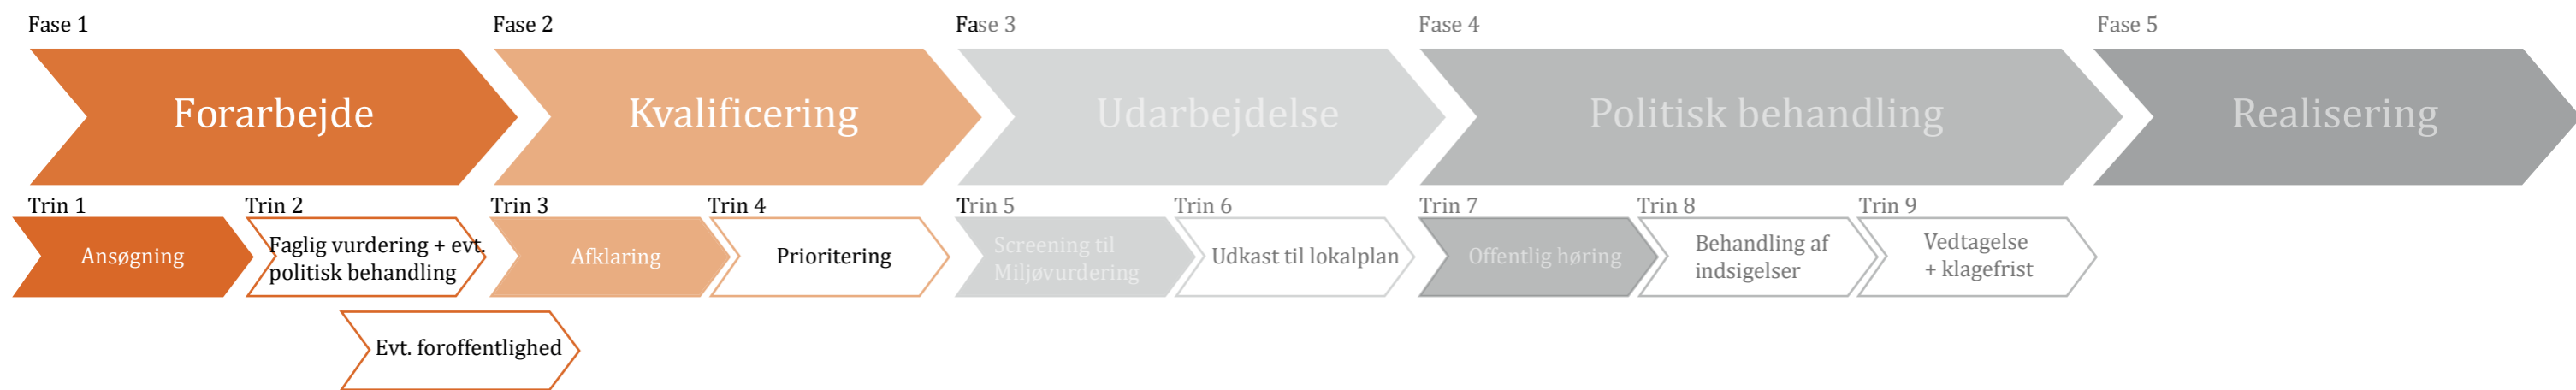 Fase 1
Fase 2
Fase 3
Fase 4
Fase 5
Forarbejde
Kvalificering
Udarbejdelse
Politisk behandling
Realisering
Trin 1
Trin 2
Trin 3
Trin 4
Trin 5
Trin 6
Trin 7
Trin 8
Trin 9
Ansøgning
Faglig vurdering + evt.
politisk behandling
Afklaring
Prioritering
Screening til
Miljøvurdering
Udkast til lokalplan
Offentlig høring
Behandling af
indsigelser
Vedtagelse
+ klagefrist
Evt. foroffentlighed